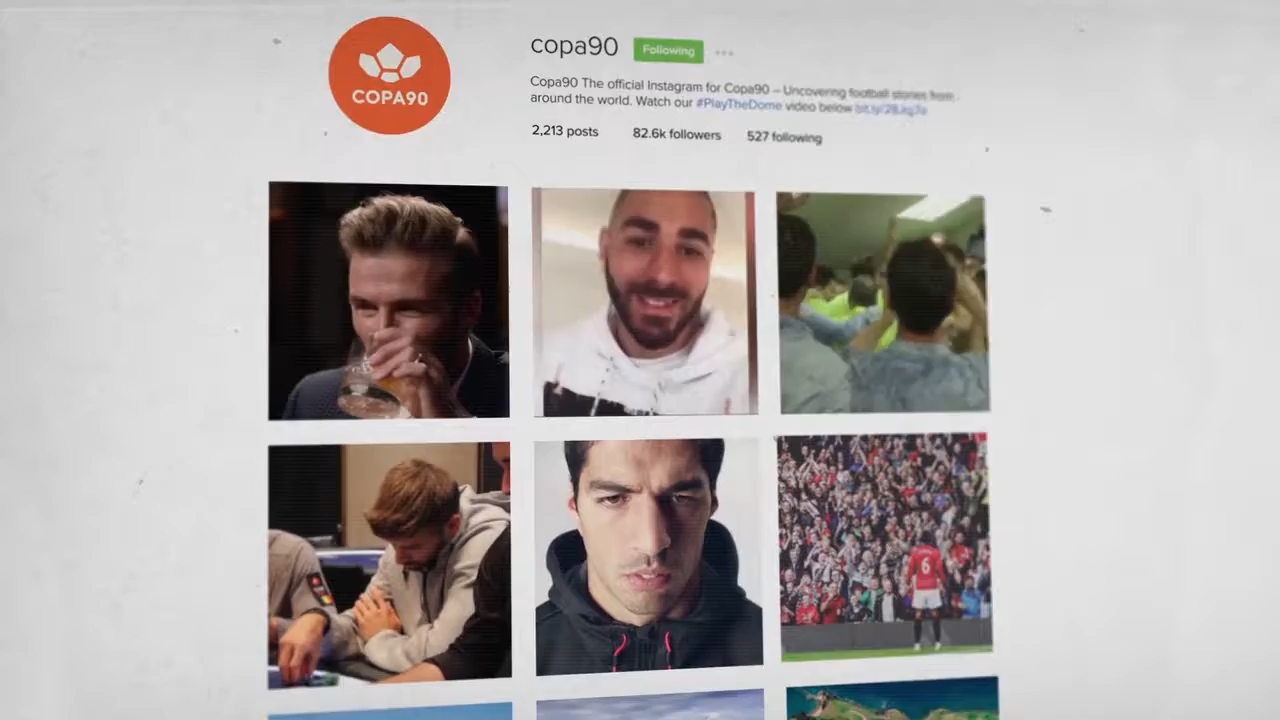 COPA90
copa90
Following
Copa90 The official Instagram for Copa90 – Uncovering football stories from
around the world. Watch our #PlayTheDome video below
2,213 posts 82.6k followers 527 following
6